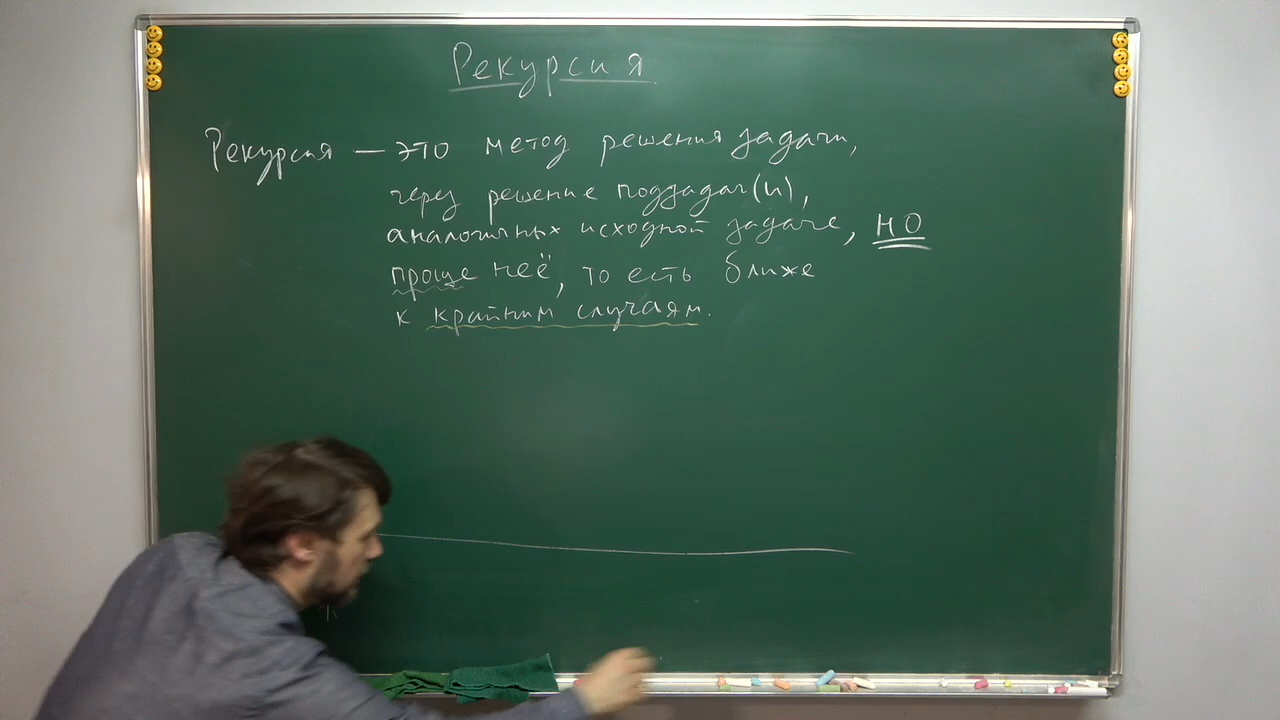 Рекурсия
Рекурсия — это метод решения задачи,
через решение подзадач(и),
аналогичных исходной задаче, НО
проще неё, то есть ближе
к крайним случаям.